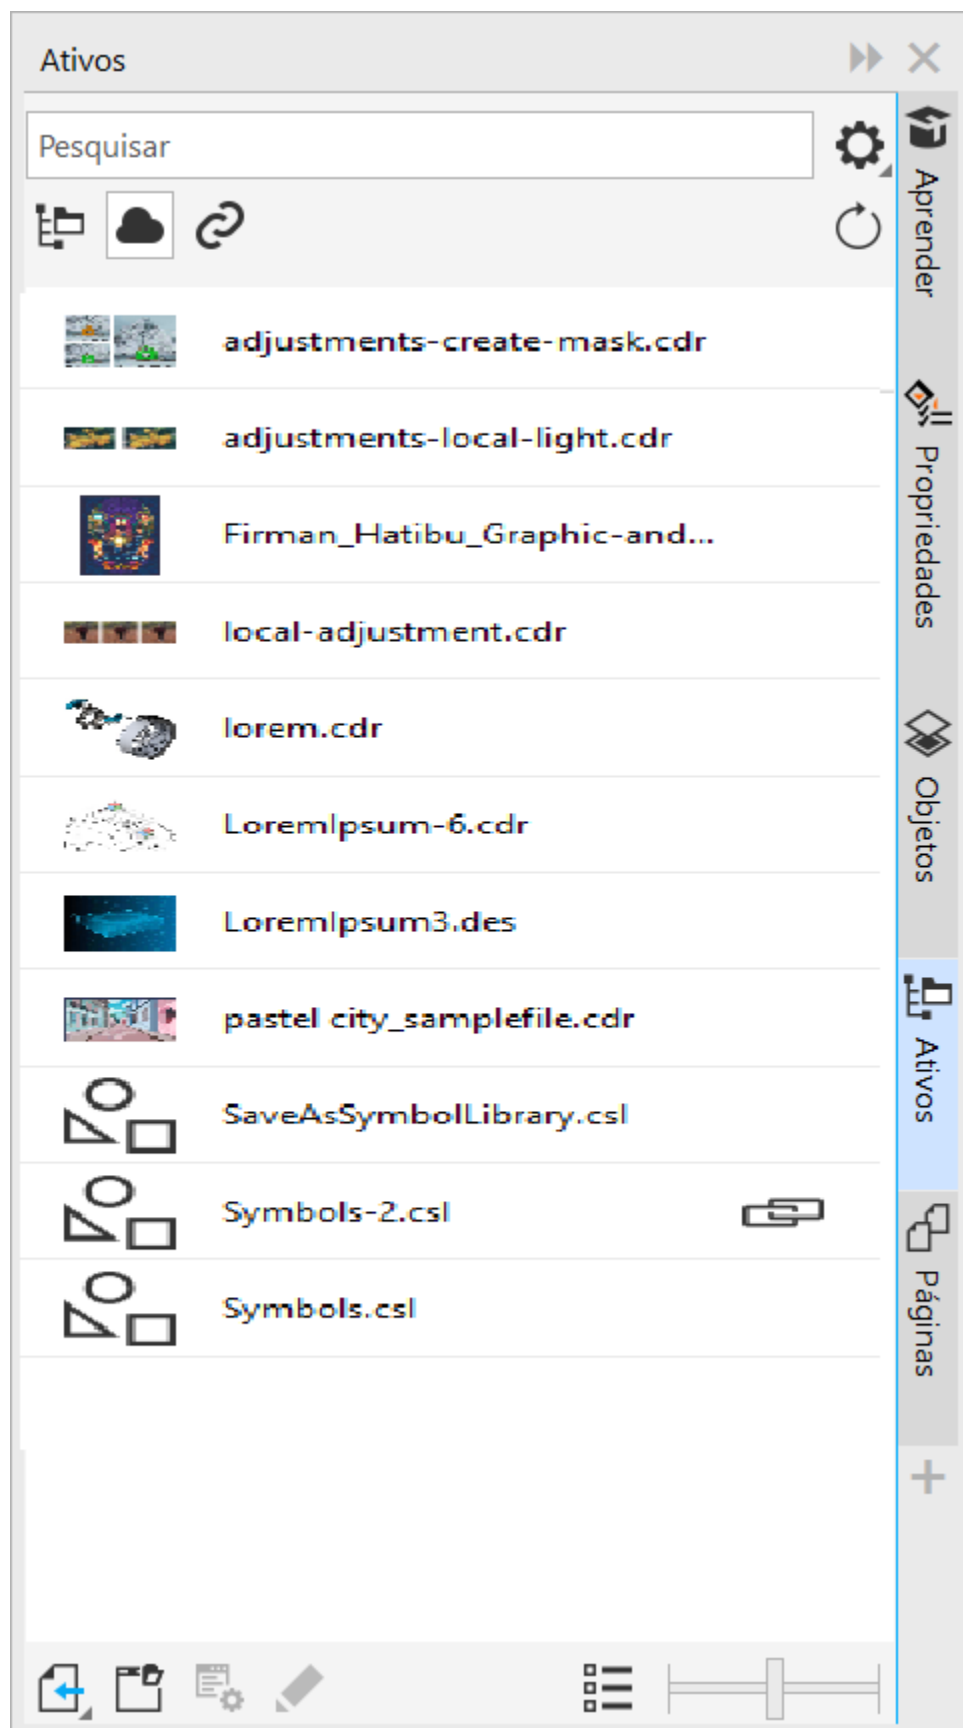 Ativos
Pesquisar
adjustments-create-mask.cdr
adjustments-local-light.cdr
Firman_Hatibu_Graphic-and...
local-adjustment.cdr
lorem.cdr
LoremIpsum-6.cdr
LoremIpsum3.des
pastel city_samplefile.cdr
SaveAsSymbolLibrary.csl
Symbols-2.csl
Symbols.csl
Aprender
Propriedades
Objetos
Ativos
Páginas